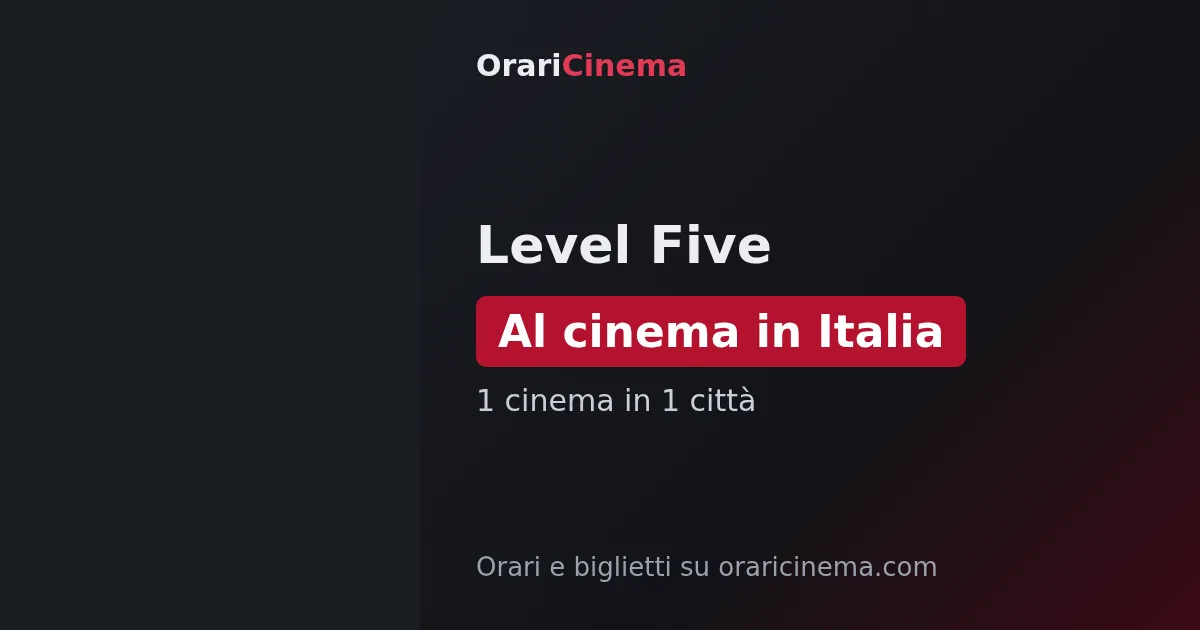 OrariCinema
Level Five
Al cinema in Italia
1 cinema in 1 città
Orari e biglietti su oraricinema.com